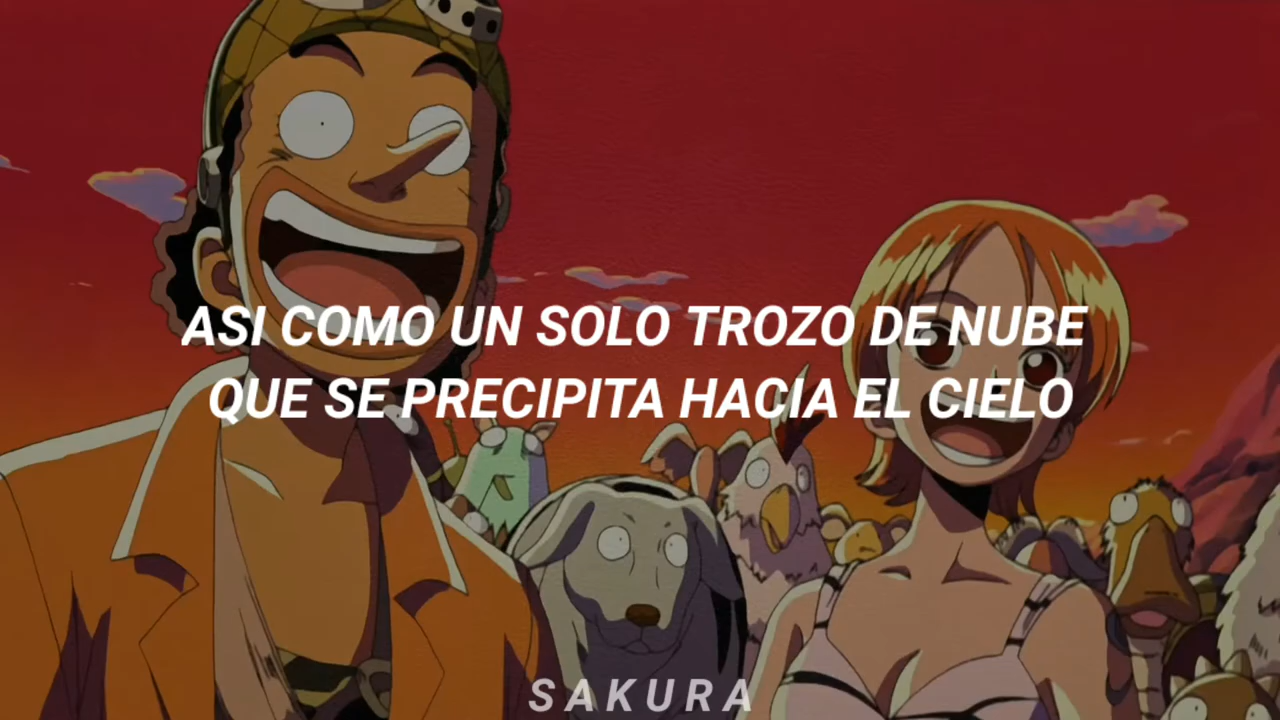 ASI COMO UN SOLO TROZO DE NUBE
QUE SE PRECIPITA HACIA EL CIELO
SAKURA